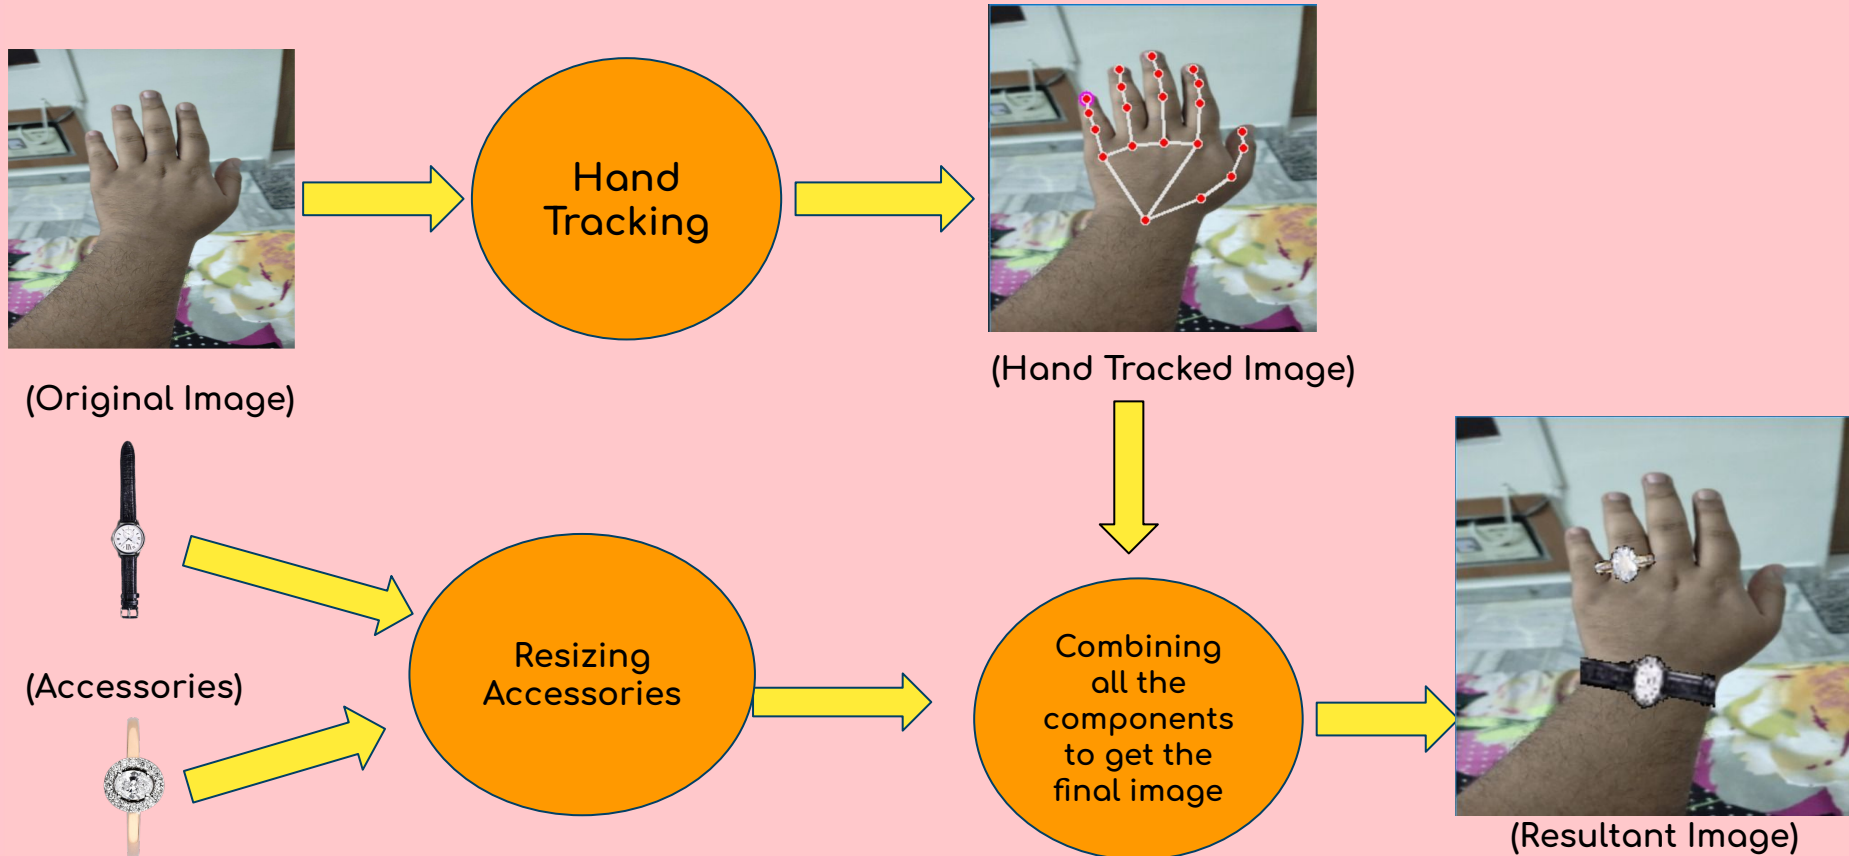 Hand
Tracking
(Original Image)
(Hand Tracked Image)
(Accessories)
Resizing
Accessories
Combining
all the
components
to get the
final image
(Resultant Image)